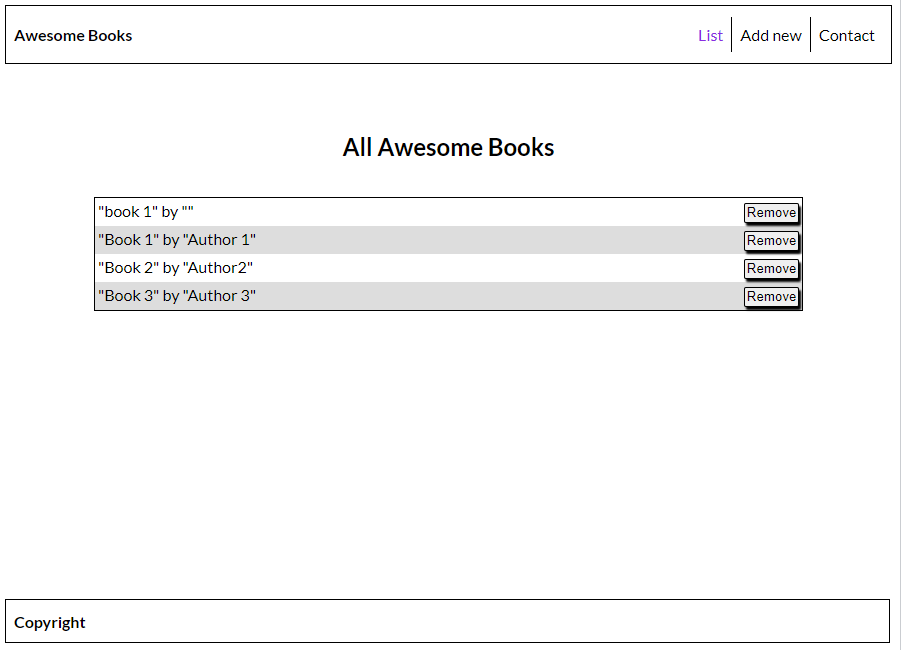 Awesome Books List Add new Contact
All Awesome Books
"book 1" by "" Remove
"Book 1" by "Author 1" Remove
"Book 2" by "Author2" Remove
"Book 3" by "Author 3" Remove
Copyright